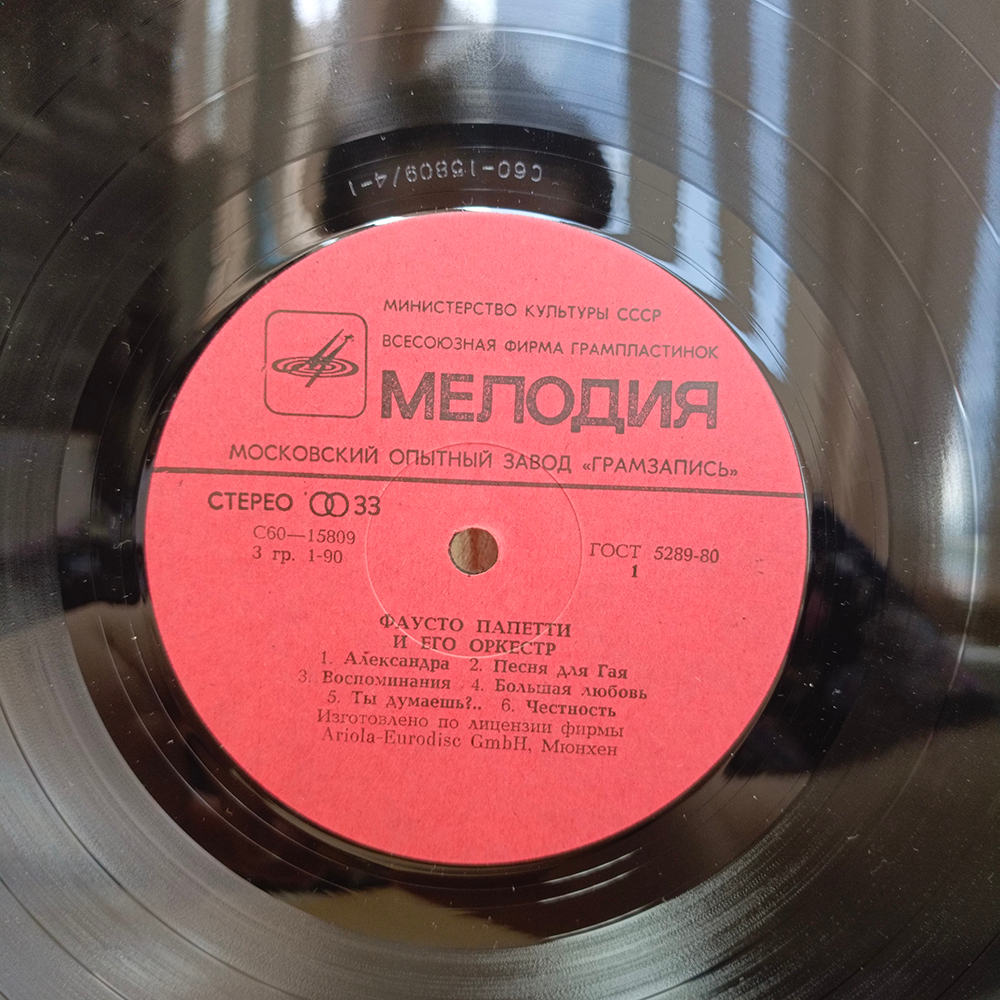 С60-15809/4-1
МИНИСТЕРСТВО КУЛЬТУРЫ СССР
ВСЕСОЮЗНАЯ ФИРМА ГРАМПЛАСТИНОК
МЕЛОДИЯ
МОСКОВСКИЙ ОПЫТНЫЙ ЗАВОД «ГРАМЗАПИСЬ»
СТЕРЕО 33
С60—15809
3 гр. 1-90
ГОСТ 5289-80
1
ФАУСТО ПАПЕТТИ
И ЕГО ОРКЕСТР
1. Александра 2. Песня для Гая
3. Воспоминания 4. Большая любовь
5. Ты думаешь?.. 6. Честность
Изготовлено по лицензии фирмы
Ariola-Eurodisc GmbH, Мюнхен